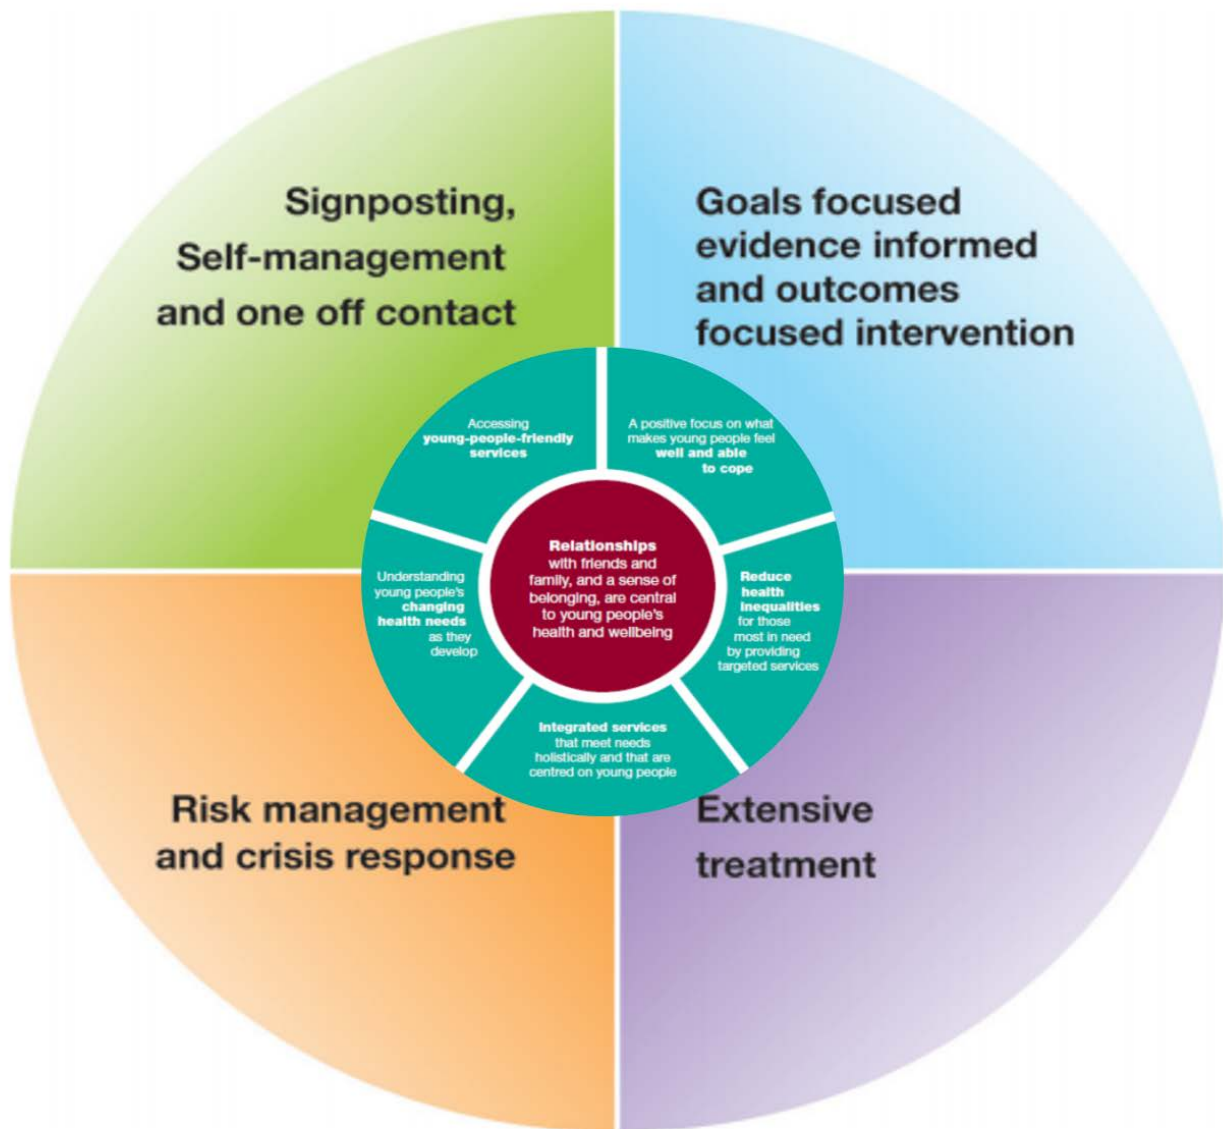 Signposting,
Self-management
and one off contact
Goals focused
evidence informed
and outcomes
focused intervention
Accessing
young-people-friendly
services
A positive focus on what
makes young people feel
well and able
to cope
Understanding
young people's
changing
health needs
as they
develop
Relationships
with friends and
family, and a sense of
belonging, are central
to young people's
health and wellbeing
Reduce
health
inequalities
for those
most in need
by providing
targeted services
Integrated services
that meet needs
holistically and that are
centred on young people
Risk management
and crisis response
Extensive
treatment